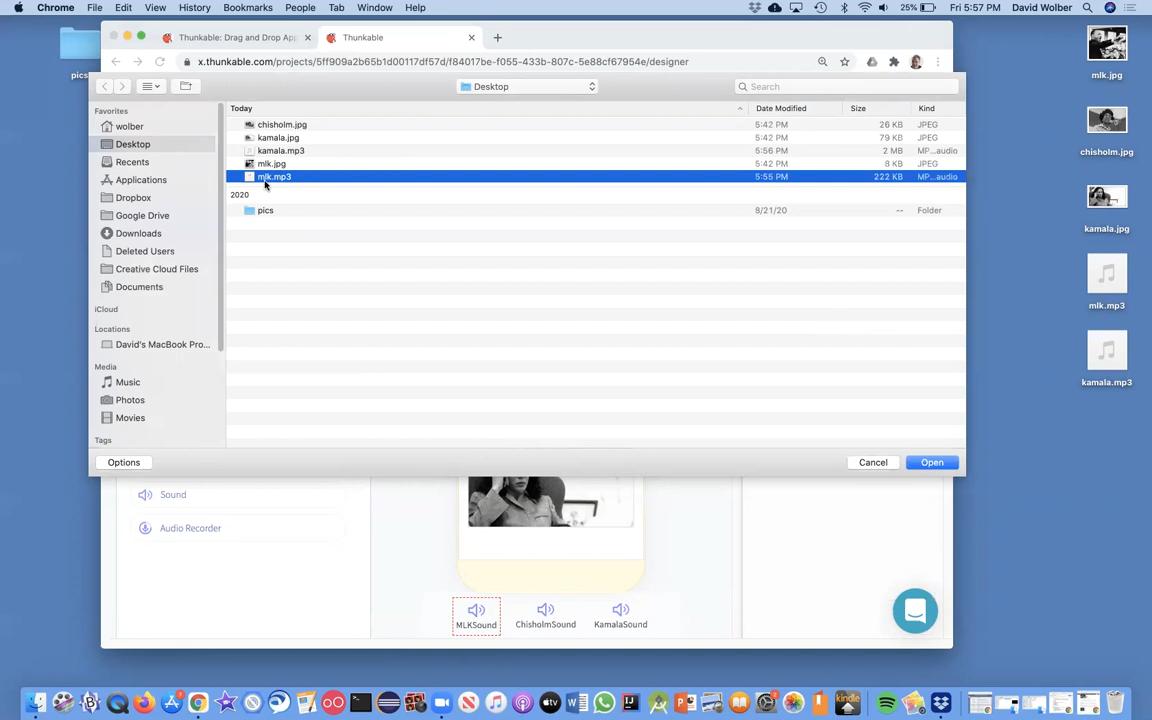 Chrome File Edit View History Bookmarks People Tab Window Help 25% Fri 5:57 PM David Wolber
Thunkable: Drag and Drop App Thunkable
x.thunkable.com/projects/5ff909a2b65b1d00117df57d/f84017be-f055-433b-807c-5e88cf67954e/designer
Desktop Search
Favorites
wolber
Desktop
Recents
Applications
Dropbox
Google Drive
Downloads
Deleted Users
Creative Cloud Files
Documents
iCloud
Locations
David's MacBook Pro...
Media
Music
Photos
Movies
Tags
Today Date Modified Size Kind
chisholm.jpg 5:42 PM 26 KB JPEG
kamala.jpg 5:42 PM 79 KB JPEG
kamala.mp3 5:56 PM 2 MB MP...audio
mlk.jpg 5:42 PM 8 KB JPEG
mlk.mp3 5:55 PM 222 KB MP...audio
2020
pics 8/21/20 -- Folder
Options Cancel Open
Sound
Audio Recorder
MLKSound ChisholmSound KamalaSound
pics
mlk.jpg
chisholm.jpg
kamala.jpg
mlk.mp3
kamala.mp3
kindle